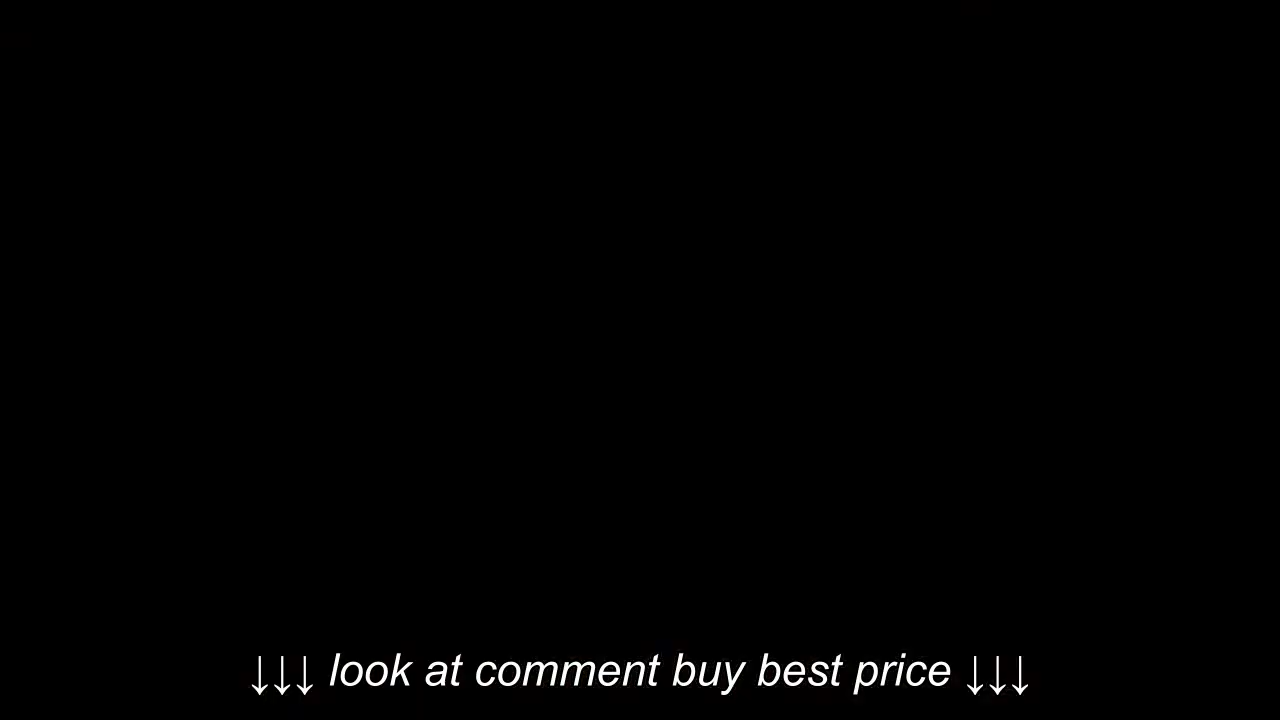 ↓↓↓ look at comment buy best price ↓↓↓